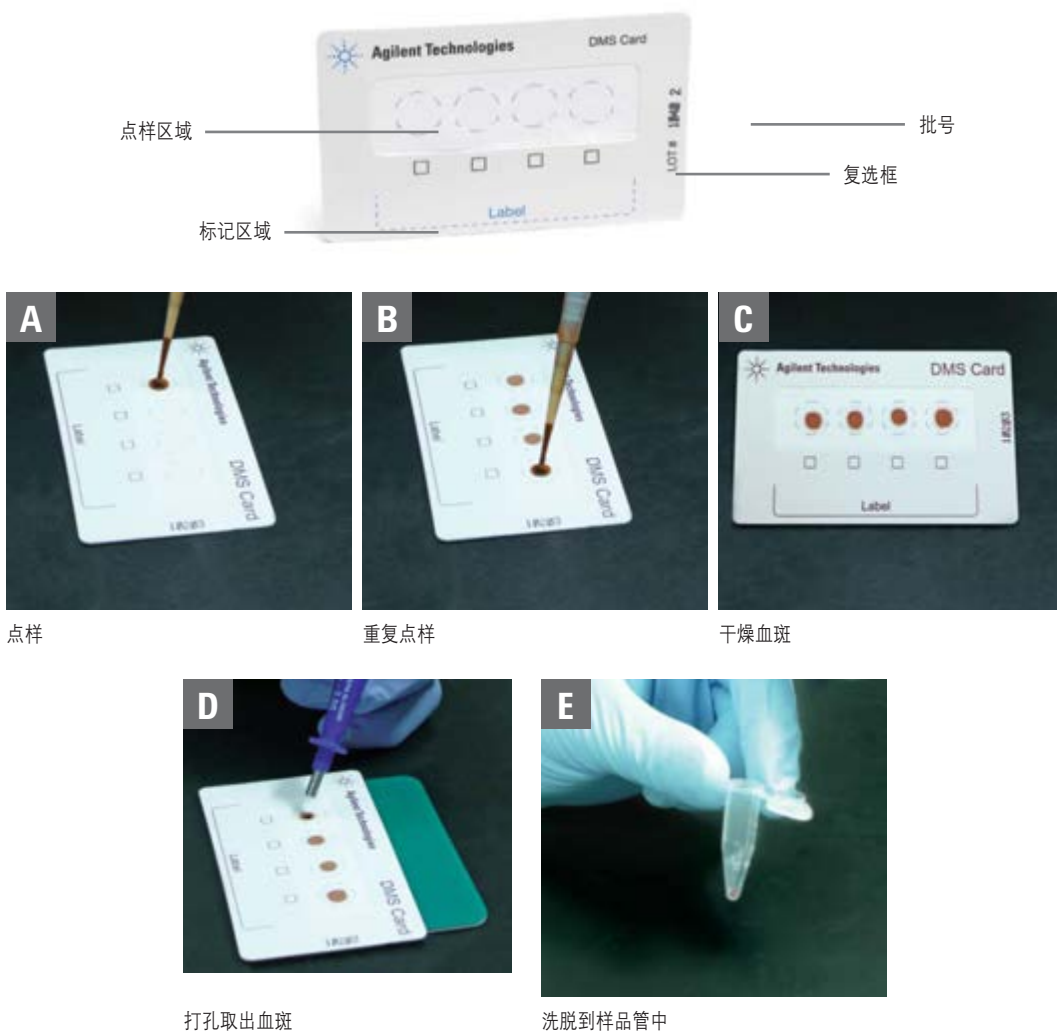 Agilent Technologies
DMS Card
点样区域
批号
LOT #
复选框
Label
标记区域
A
Agilent Technologies
Label
DMS Card
B
Label
DMS Card
C
Agilent Technologies
DMS Card
Label
点样
重复点样
干燥血斑
D
Agilent Technologies
Label
DMS Card
E
打孔取出血斑
洗脱到样品管中